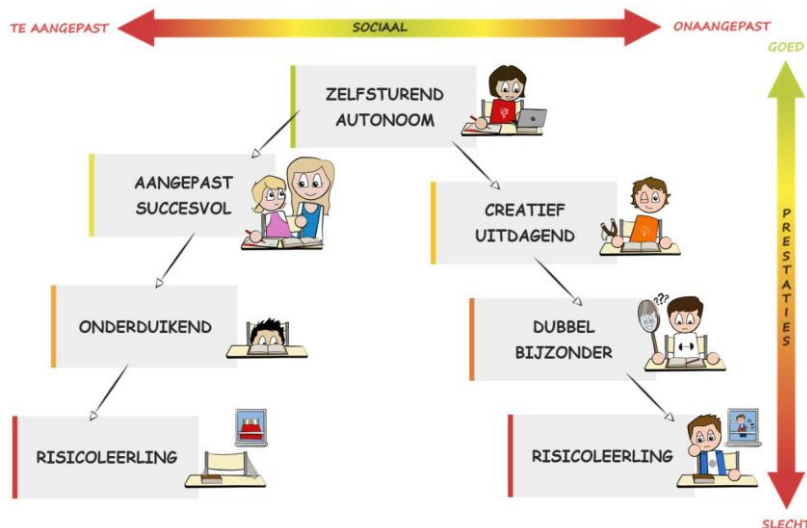 TE AANGEPAST
SOCIAAL
ONAANGEPAST
GOED
ZELFSTUREND
AUTONOOM
AANGEPAST
SUCCESVOL
CREATIEF
UITDAGEND
PRESTATIES
ONDERDUIKEND
???
DUBBEL
BIJZONDER
RISICOLEERLING
RISICOLEERLING
SLECHT